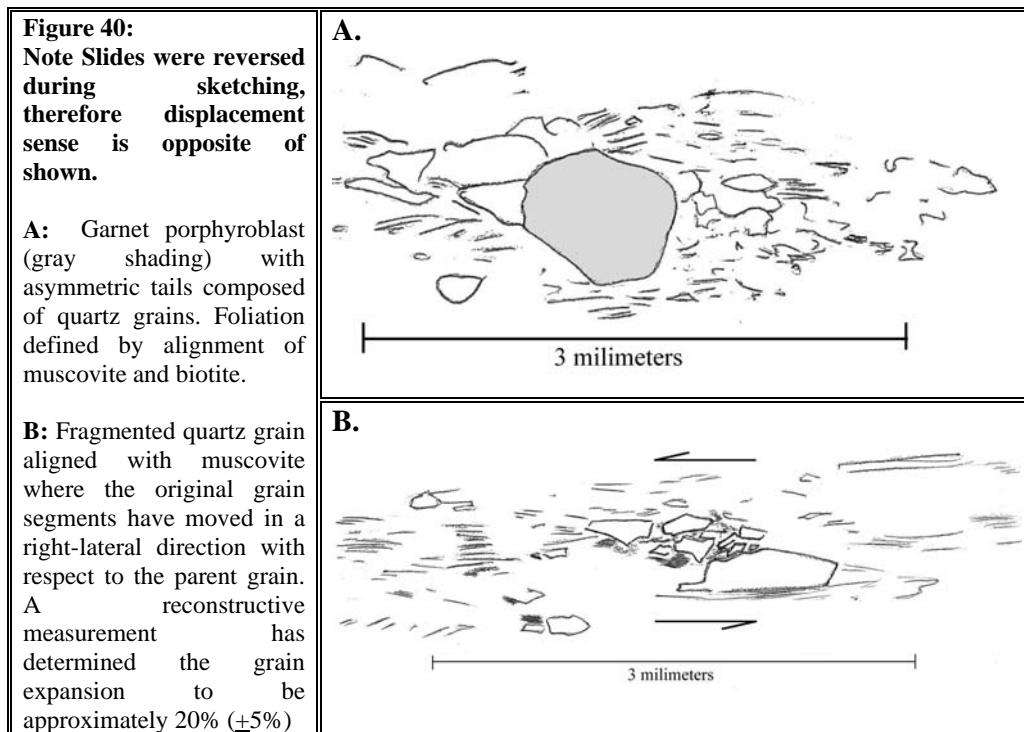 Figure 40:
Note Slides were reversed
during sketching,
therefore displacement
sense is opposite of
shown.
A: Garnet porphyroblast
(gray shading) with
asymmetric tails composed
of quartz grains. Foliation
defined by alignment of
muscovite and biotite.
B: Fragmented quartz grain
aligned with muscovite
where the original grain
segments have moved in a
right-lateral direction with
respect to the parent grain.
A reconstructive
measurement has
determined the grain
expansion to be
approximately 20% (±5%)
A.
3 milimeters
B.
3 milimeters